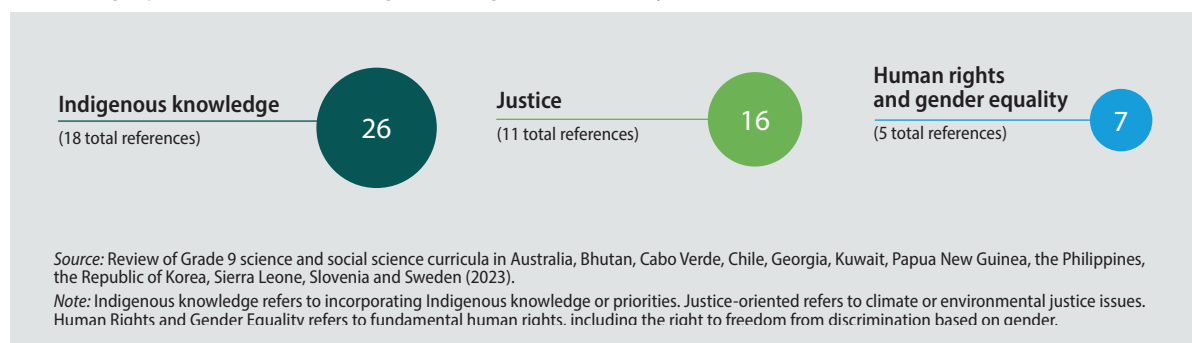 Indigenous knowledge
(18 total references)
26
Justice
(11 total references)
16
Human rights
and gender equality
(5 total references)
7
Source: Review of Grade 9 science and social science curricula in Australia, Bhutan, Cabo Verde, Chile, Georgia, Kuwait, Papua New Guinea, the Philippines,
the Republic of Korea, Sierra Leone, Slovenia and Sweden (2023).
Note: Indigenous knowledge refers to incorporating Indigenous knowledge or priorities. Justice-oriented refers to climate or environmental justice issues.
Human Rights and Gender Equality refers to fundamental human rights, including the right to freedom from discrimination based on gender.